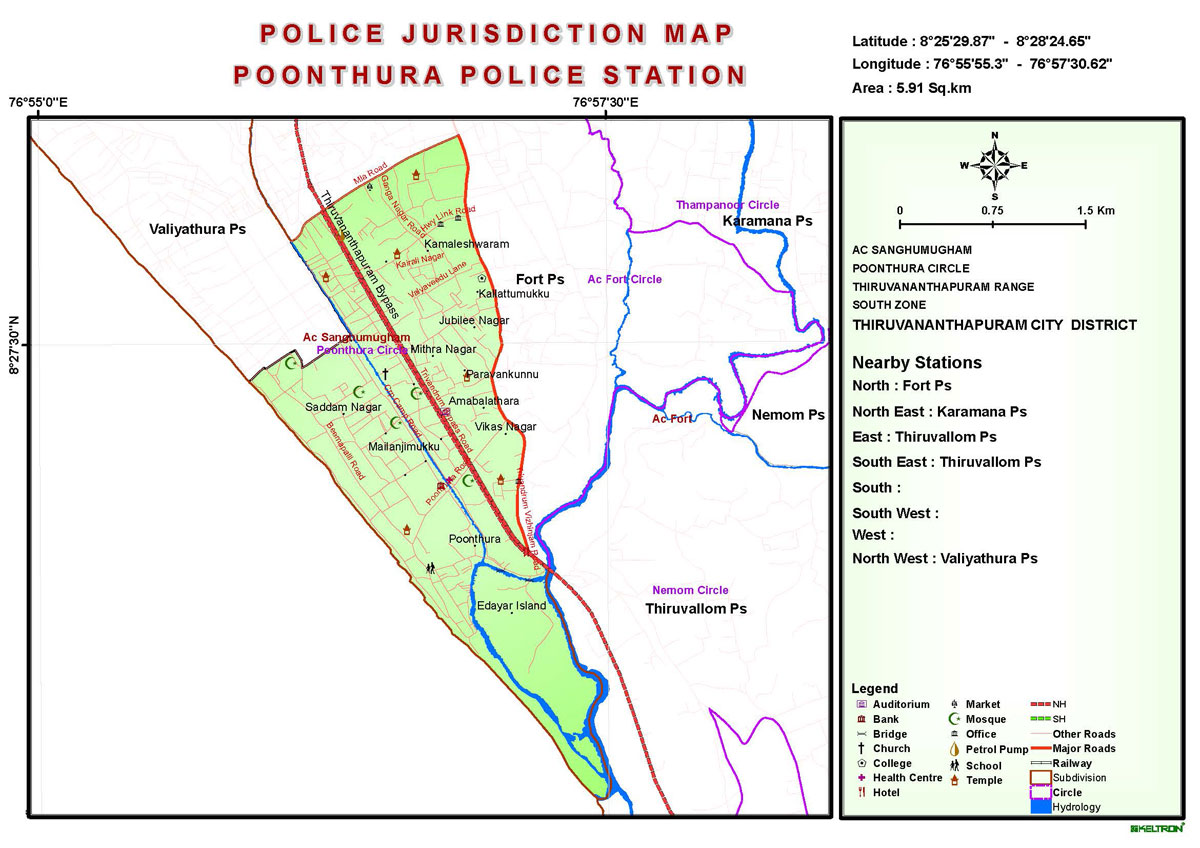 POLICE JURISDICTION MAP
POONTHURA POLICE STATION
Latitude : 8°25'29.87" - 8°28'24.65"
Longitude : 76°55'55.3" - 76°57'30.62"
Area : 5.91 Sq.km
76°55'0"E
76°57'30"E
8°27'30"N
Valiyathura Ps
Mla Road
Ganga Nagar Road
Hwy Link Road
Thiruvananthapuram Bypass
Kamaleshwaram
Kairali Nagar
Valyaveedu Lane
Fort Ps
Kallattumukku
Jubilee Nagar
Ac Sanghumugham
Poonthura Circle
Mithra Nagar
Trivandrum Bypass Road
Paravankunnu
Amabalathara
Saddam Nagar
Vikas Nagar
Mailanjimukku
Beemapalli Road
Trivandrum Vizhinjam Road
Poonthura
Edayar Island
Thampanoor Circle
Karamana Ps
Ac Fort Circle
Ac Fort
Nemom Ps
Nemom Circle
Thiruvallom Ps
N
W E
S
0 0.75 1.5 Km
AC SANGHUMUGHAM
POONTHURA CIRCLE
THIRUVANANTHAPURAM RANGE
SOUTH ZONE
THIRUVANANTHAPURAM CITY DISTRICT
Nearby Stations
North : Fort Ps
North East : Karamana Ps
East : Thiruvallom Ps
South East : Thiruvallom Ps
South :
South West :
West :
North West : Valiyathura Ps
Legend
Auditorium
Bank
Bridge
Church
College
Health Centre
Hotel
Market
Mosque
Office
Petrol Pump
School
Temple
NH
SH
Other Roads
Major Roads
Railway
Subdivision
Circle
Hydrology
KELTRON